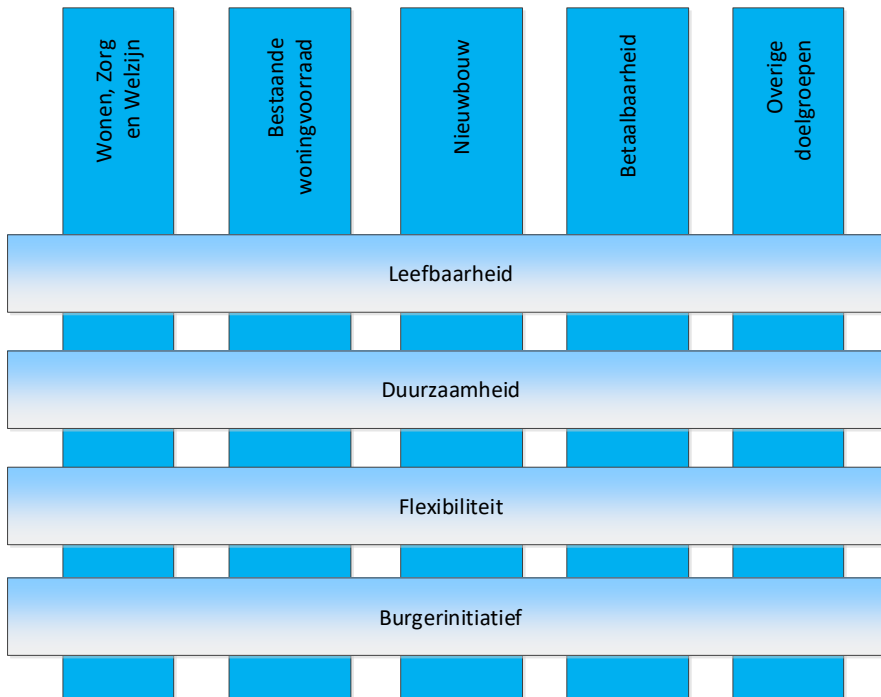 Wonen, Zorg
en Welzijn
Bestaande
woningvoorraad
Nieuwbouw
Betaalbaarheid
Overige
doelgroepen
Leefbaarheid
Duurzaamheid
Flexibiliteit
Burgerinitiatief